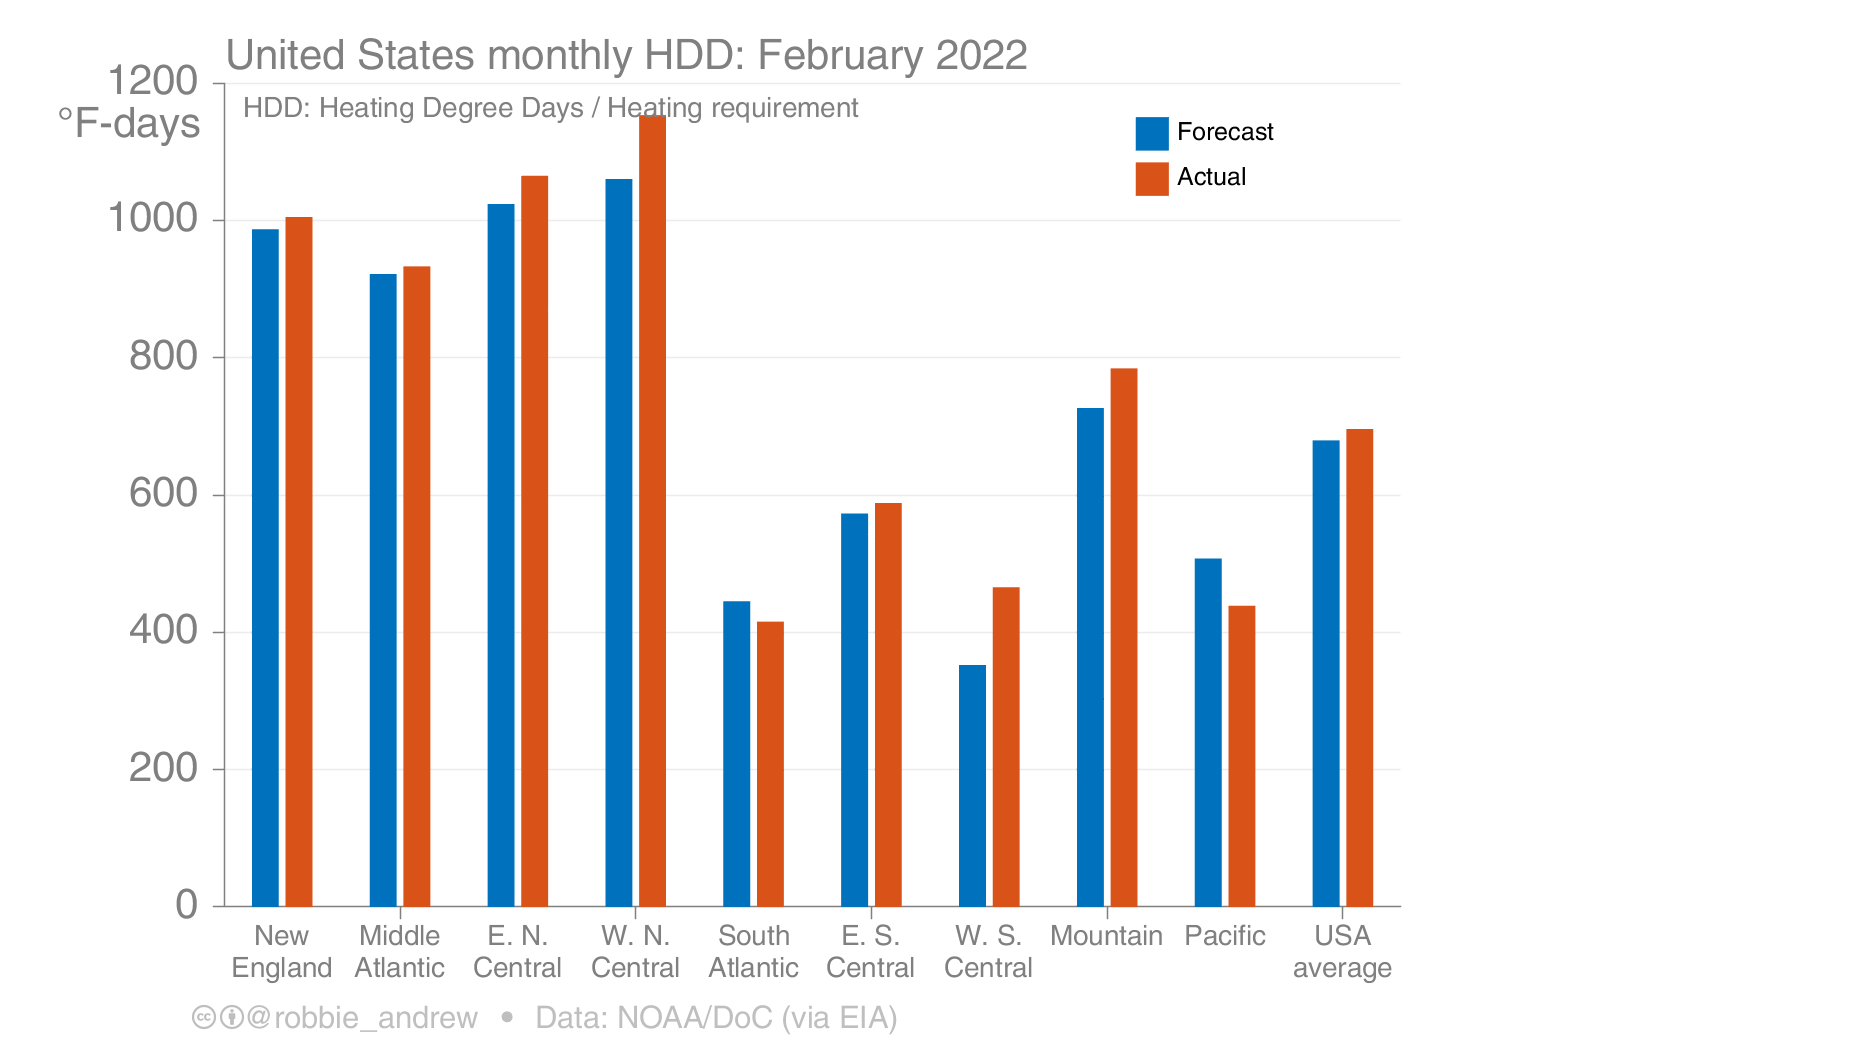 United States monthly HDD: February 2022
1200
°F-days
HDD: Heating Degree Days / Heating requirement
Forecast
Actual
1000
800
600
400
200
0
New England
Middle Atlantic
E. N. Central
W. N. Central
South Atlantic
E. S. Central
W. S. Central
Mountain
Pacific
USA average
cc @robbie_andrew • Data: NOAA/DoC (via EIA)